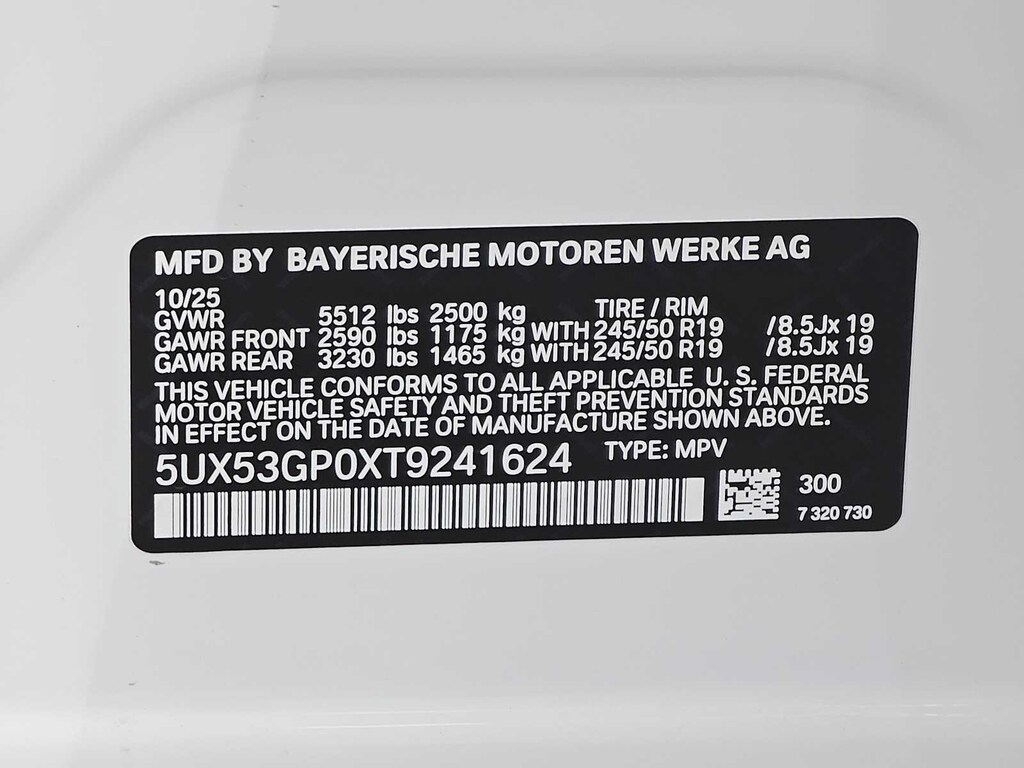 MFD BY BAYERISCHE MOTOREN WERKE AG
10/25
GVWR 5512 lbs 2500 kg TIRE / RIM
GAWR FRONT 2590 lbs 1175 kg WITH 245/50 R19 /8.5Jx 19
GAWR REAR 3230 lbs 1465 kg WITH 245/50 R19 /8.5Jx 19
THIS VEHICLE CONFORMS TO ALL APPLICABLE U. S. FEDERAL
MOTOR VEHICLE SAFETY AND THEFT PREVENTION STANDARDS
IN EFFECT ON THE DATE OF MANUFACTURE SHOWN ABOVE.
5UX53GP0XT9241624 TYPE: MPV
300
7 320 730